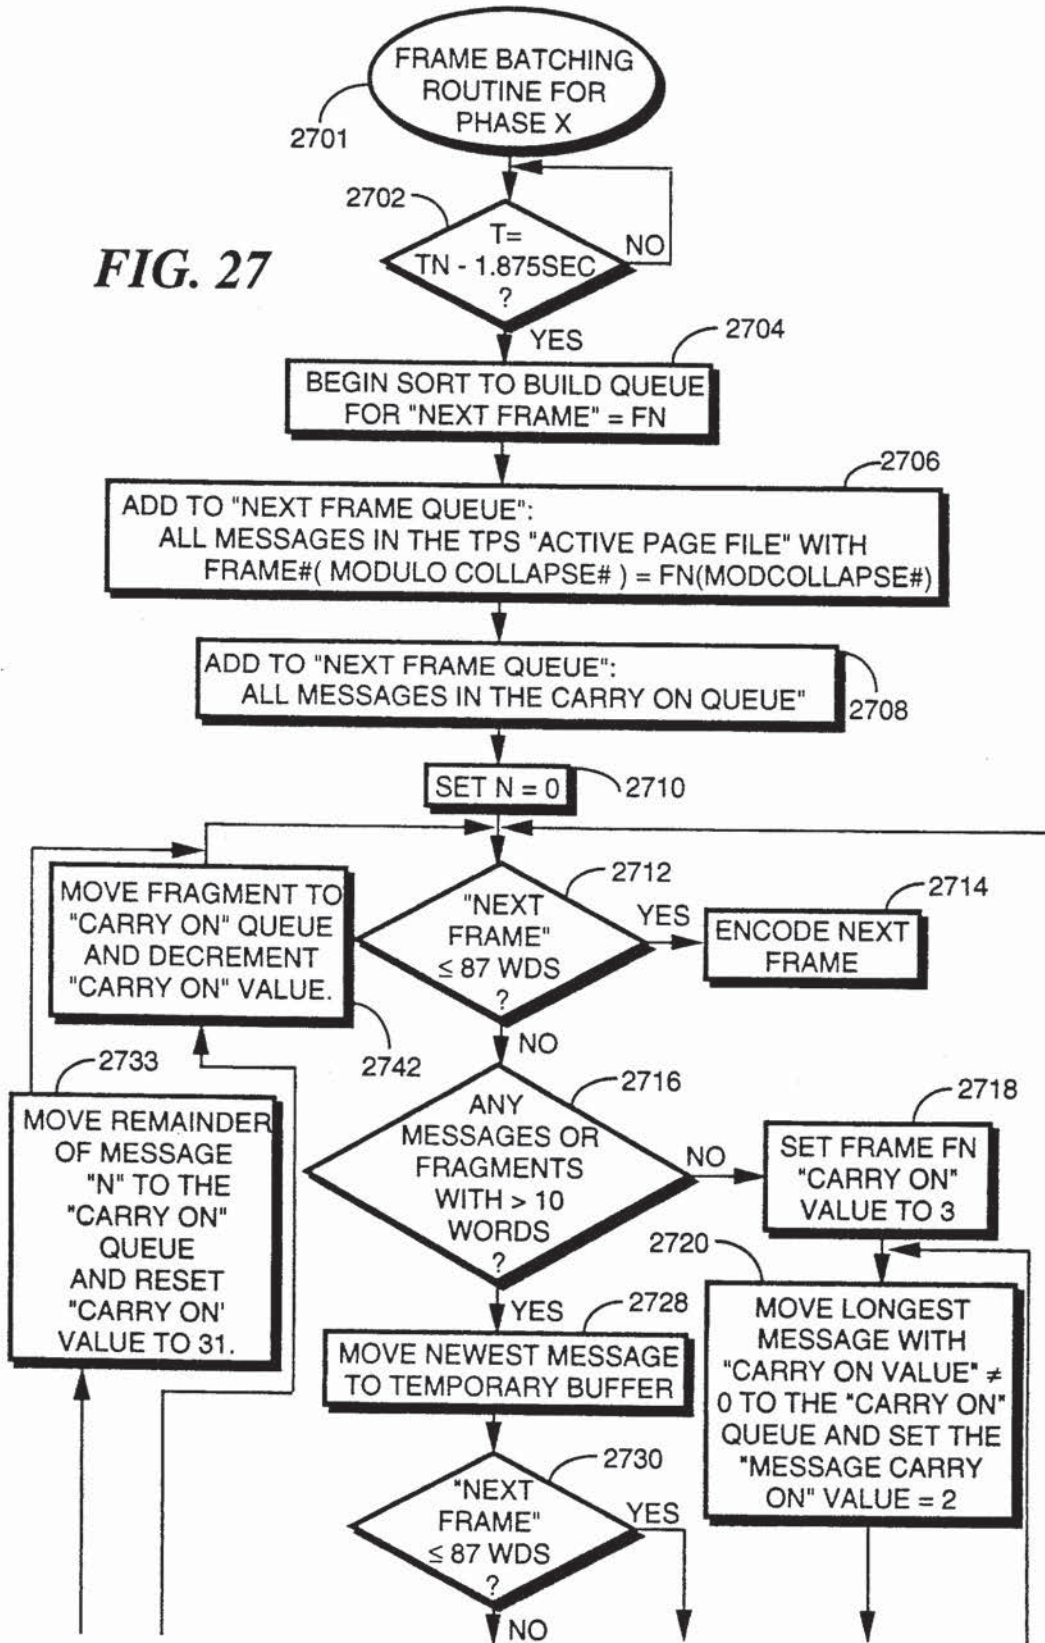 FRAME BATCHING
ROUTINE FOR
PHASE X
2701
2702
T=
TN - 1.875SEC
?
NO
FIG. 27
YES
2704
BEGIN SORT TO BUILD QUEUE
FOR "NEXT FRAME" = FN
2706
ADD TO "NEXT FRAME QUEUE":
ALL MESSAGES IN THE TPS "ACTIVE PAGE FILE" WITH
FRAME#( MODULO COLLAPSE# ) = FN(MODCOLLAPSE#)
ADD TO "NEXT FRAME QUEUE":
ALL MESSAGES IN THE CARRY ON QUEUE"
2708
SET N = 0
2710
MOVE FRAGMENT TO
"CARRY ON" QUEUE
AND DECREMENT
"CARRY ON" VALUE.
2742
2712
"NEXT
FRAME"
≤ 87 WDS
?
YES
2714
ENCODE NEXT
FRAME
NO
2733
MOVE REMAINDER
OF MESSAGE
"N" TO THE
"CARRY ON"
QUEUE
AND RESET
"CARRY ON'
VALUE TO 31.
2716
ANY
MESSAGES OR
FRAGMENTS
WITH > 10
WORDS
?
NO
2718
SET FRAME FN
"CARRY ON"
VALUE TO 3
2720
MOVE LONGEST
MESSAGE WITH
"CARRY ON VALUE" ≠
0 TO THE "CARRY ON"
QUEUE AND SET THE
"MESSAGE CARRY
ON" VALUE = 2
YES
2728
MOVE NEWEST MESSAGE
TO TEMPORARY BUFFER
2730
"NEXT
FRAME"
≤ 87 WDS
?
YES
NO